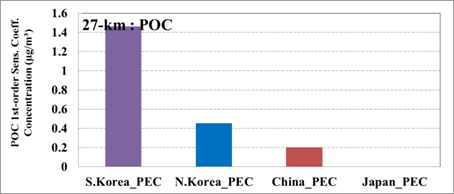 27-km : POC
POC 1st-order Sens. Coeff.
Concentration (μg/m³)
1.6
1.4
1.2
1
0.8
0.6
0.4
0.2
0
S.Korea_PEC N.Korea_PEC China_PEC Japan_PEC